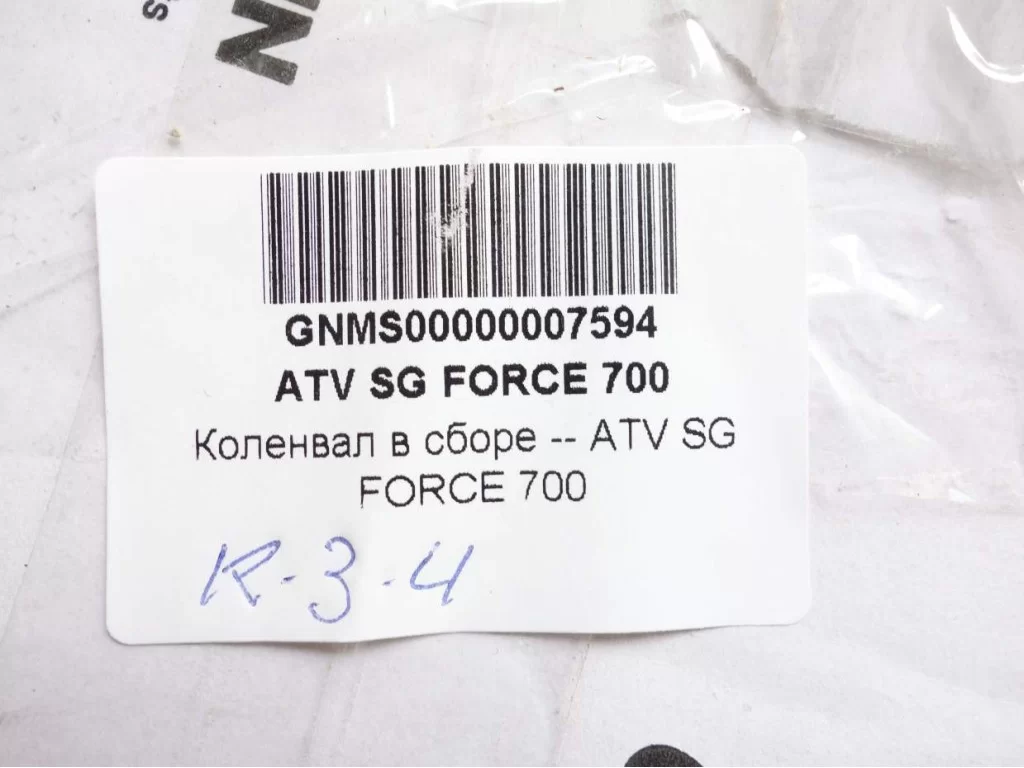 GNMS00000007594
ATV SG FORCE 700
Коленвал в сборе -- ATV SG
FORCE 700
К-3-4